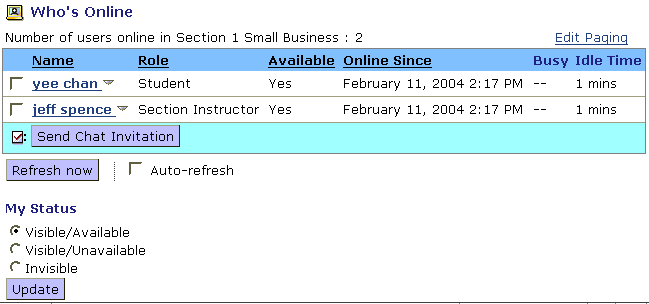 Who's Online
Number of users online in Section 1 Small Business : 2 Edit Paging
Name Role Available Online Since Busy Idle Time
yee chan Student Yes February 11, 2004 2:17 PM -- 1 mins
jeff spence Section Instructor Yes February 11, 2004 2:17 PM -- 1 mins
: Send Chat Invitation
Refresh now Auto-refresh
My Status
Visible/Available
Visible/Unavailable
Invisible
Update